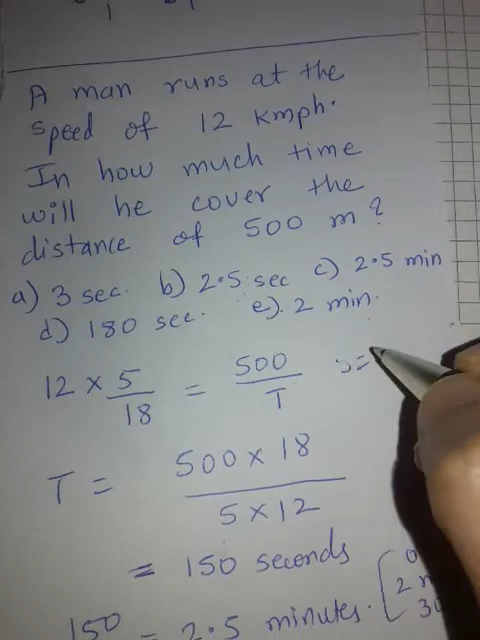 A man runs at the
speed of 12 kmph.
In how much time
will he cover the
distance of 500 m?
a) 3 sec. b) 2.5 sec c) 2.5 min
d) 180 sec. e). 2 min.
12 × 5/18 = 500/T
T = 500 × 18 / 5 × 12
= 150 seconds
150 = 2.5 minutes.